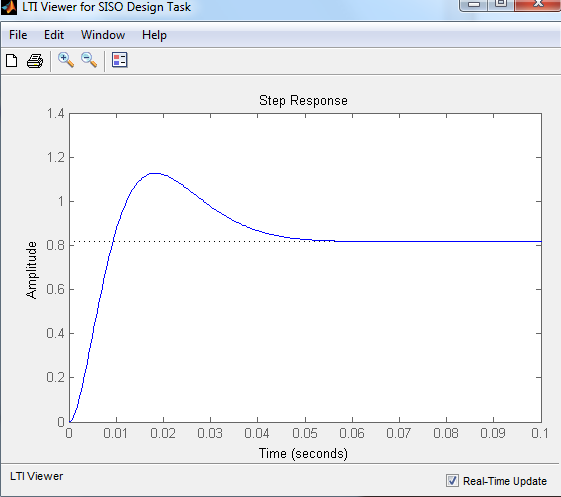 LTI Viewer for SISO Design Task
File Edit Window Help
Step Response
1.4
1.2
1
0.8
0.6
0.4
0.2
0
Amplitude
0 0.01 0.02 0.03 0.04 0.05 0.06 0.07 0.08 0.09 0.1
Time (seconds)
LTI Viewer
Real-Time Update